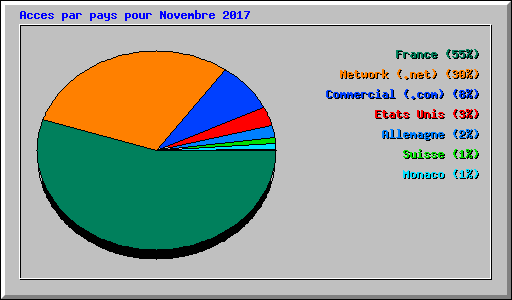 Acces par pays pour Novembre 2017
France (55%)
Network (.net) (30%)
Commercial (.com) (8%)
Etats Unis (3%)
Allemagne (2%)
Suisse (1%)
Monaco (1%)